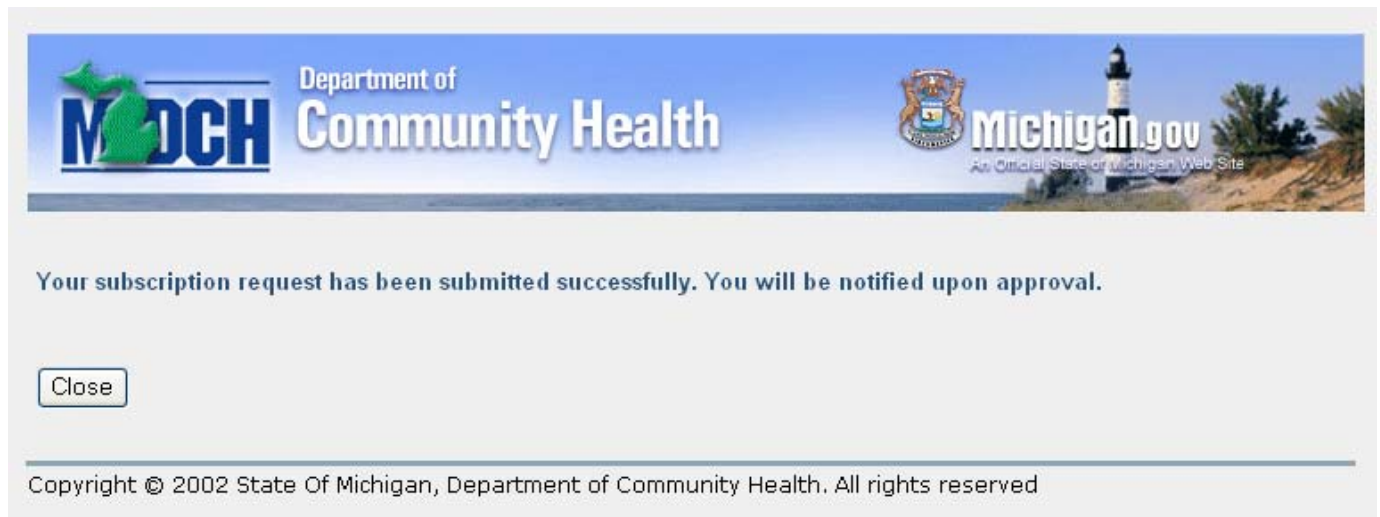 MDCH
Department of
Community Health
Michigan.gov
An Official State of Michigan Web Site
Your subscription request has been submitted successfully. You will be notified upon approval.
Close
Copyright © 2002 State Of Michigan, Department of Community Health. All rights reserved